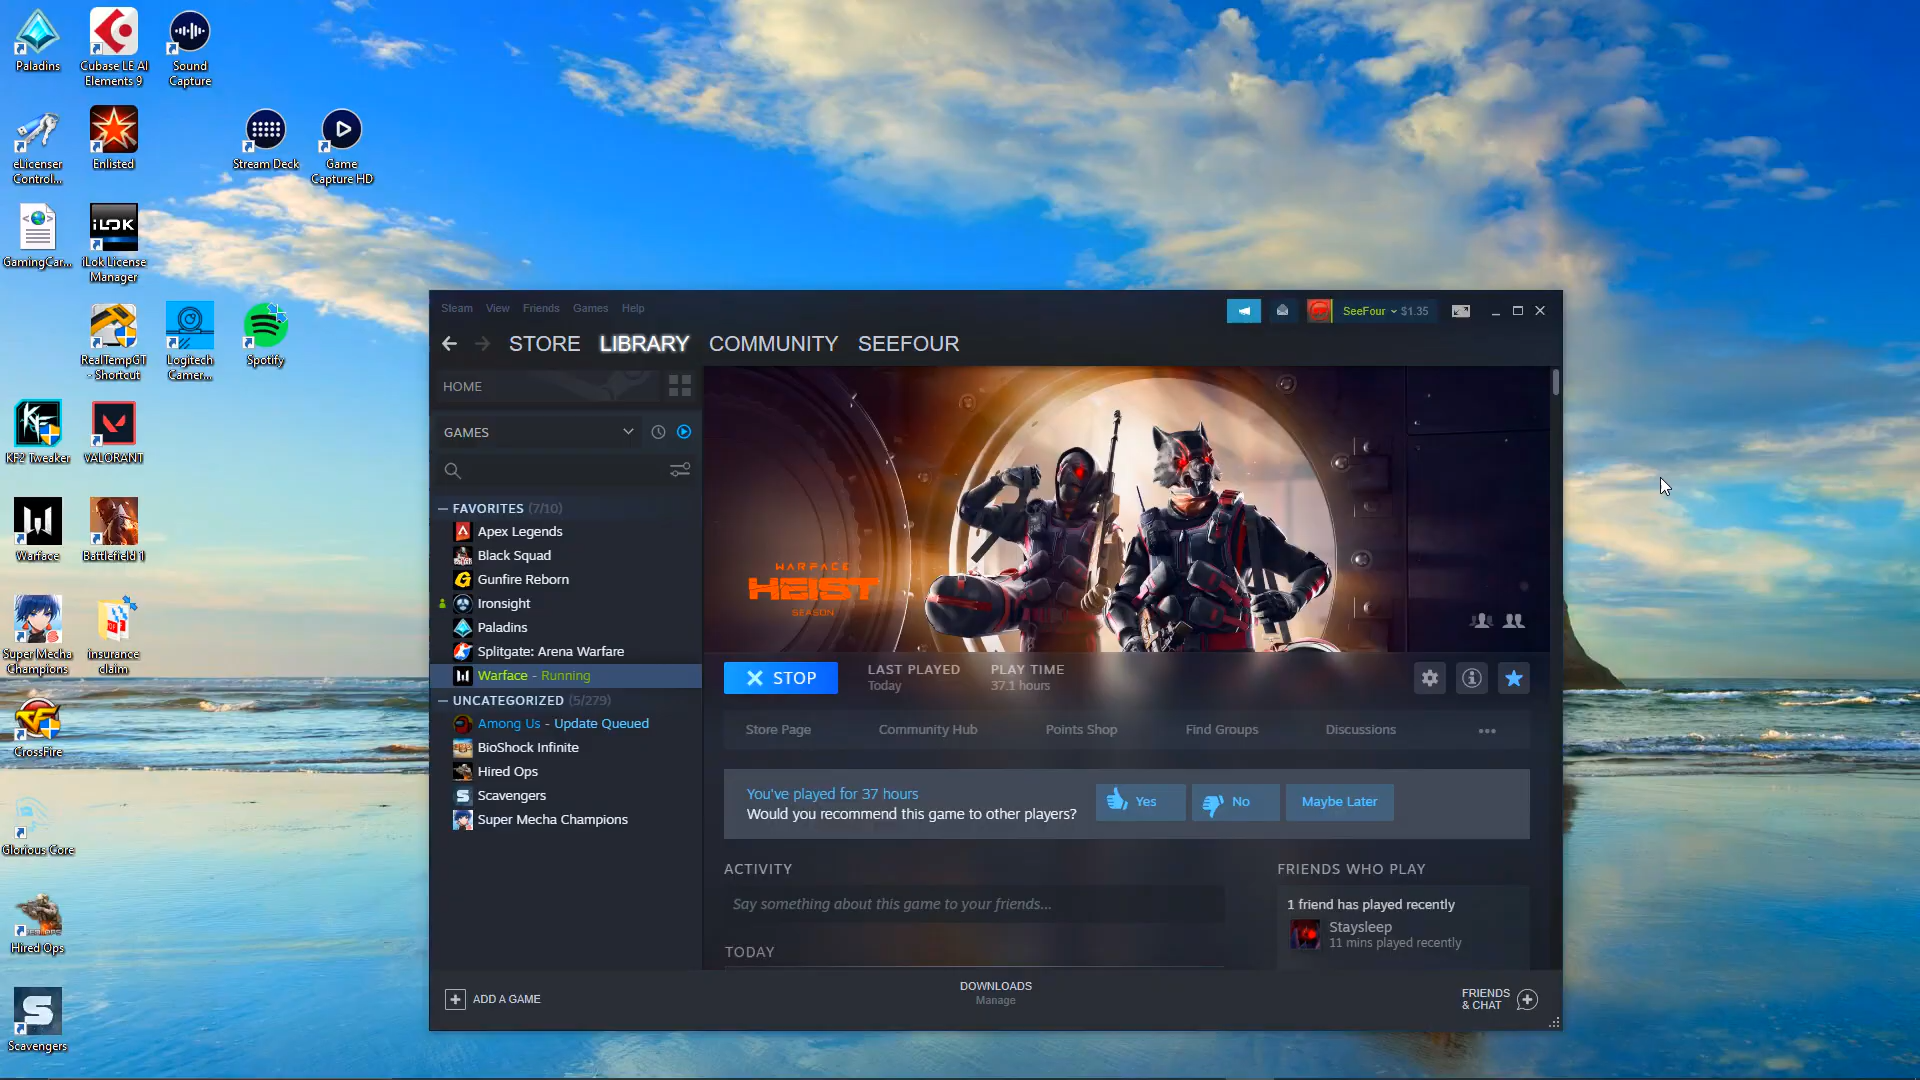 Paladins
Cubase LE AI
Elements 9
Sound
Capture
eLicenser
Control...
Enlisted
Stream Deck
Game
Capture HD
GamingCar...
iLOK
iLok License
Manager
RealTempGT
- Shortcut
Logitech
Camer...
Spotify
KF2 Tweaker
VALORANT
Warface
Battlefield 1
Super Mecha
Champions
insurance
claim
CrossFire
Glorious Core
Hired Ops
Scavengers
Steam View Friends Games Help
SeeFour $1.35
STORE LIBRARY COMMUNITY SEEFOUR
HOME
GAMES
FAVORITES (7/10)
Apex Legends
Black Squad
Gunfire Reborn
Ironsight
Paladins
Splitgate: Arena Warfare
Warface - Running
UNCATEGORIZED (5/279)
Among Us - Update Queued
BioShock Infinite
Hired Ops
Scavengers
Super Mecha Champions
WARFACE
HEIST
SEASON
STOP
LAST PLAYED
Today
PLAY TIME
37.1 hours
Store Page Community Hub Points Shop Find Groups Discussions
You've played for 37 hours
Would you recommend this game to other players?
Yes No Maybe Later
ACTIVITY
Say something about this game to your friends...
TODAY
FRIENDS WHO PLAY
1 friend has played recently
Staysleep
11 mins played recently
ADD A GAME
DOWNLOADS
Manage
FRIENDS
& CHAT